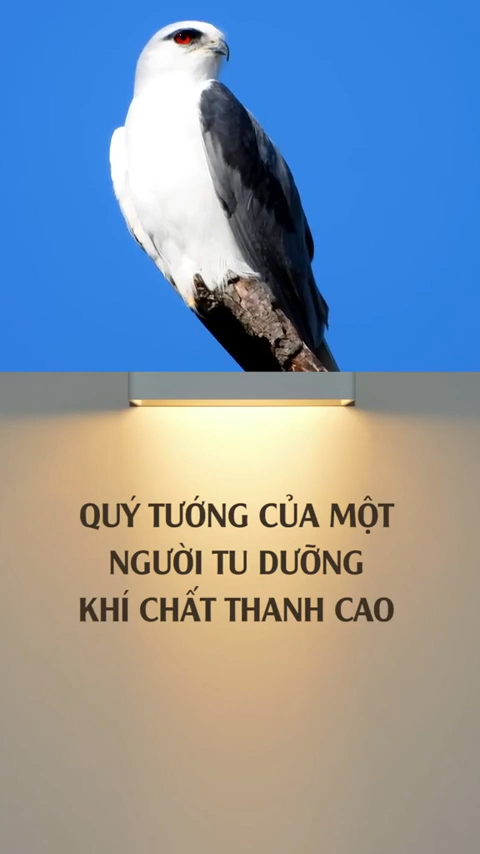 QUÝ TƯỚNG CỦA MỘT
NGƯỜI TU DƯỠNG
KHÍ CHẤT THANH CAO